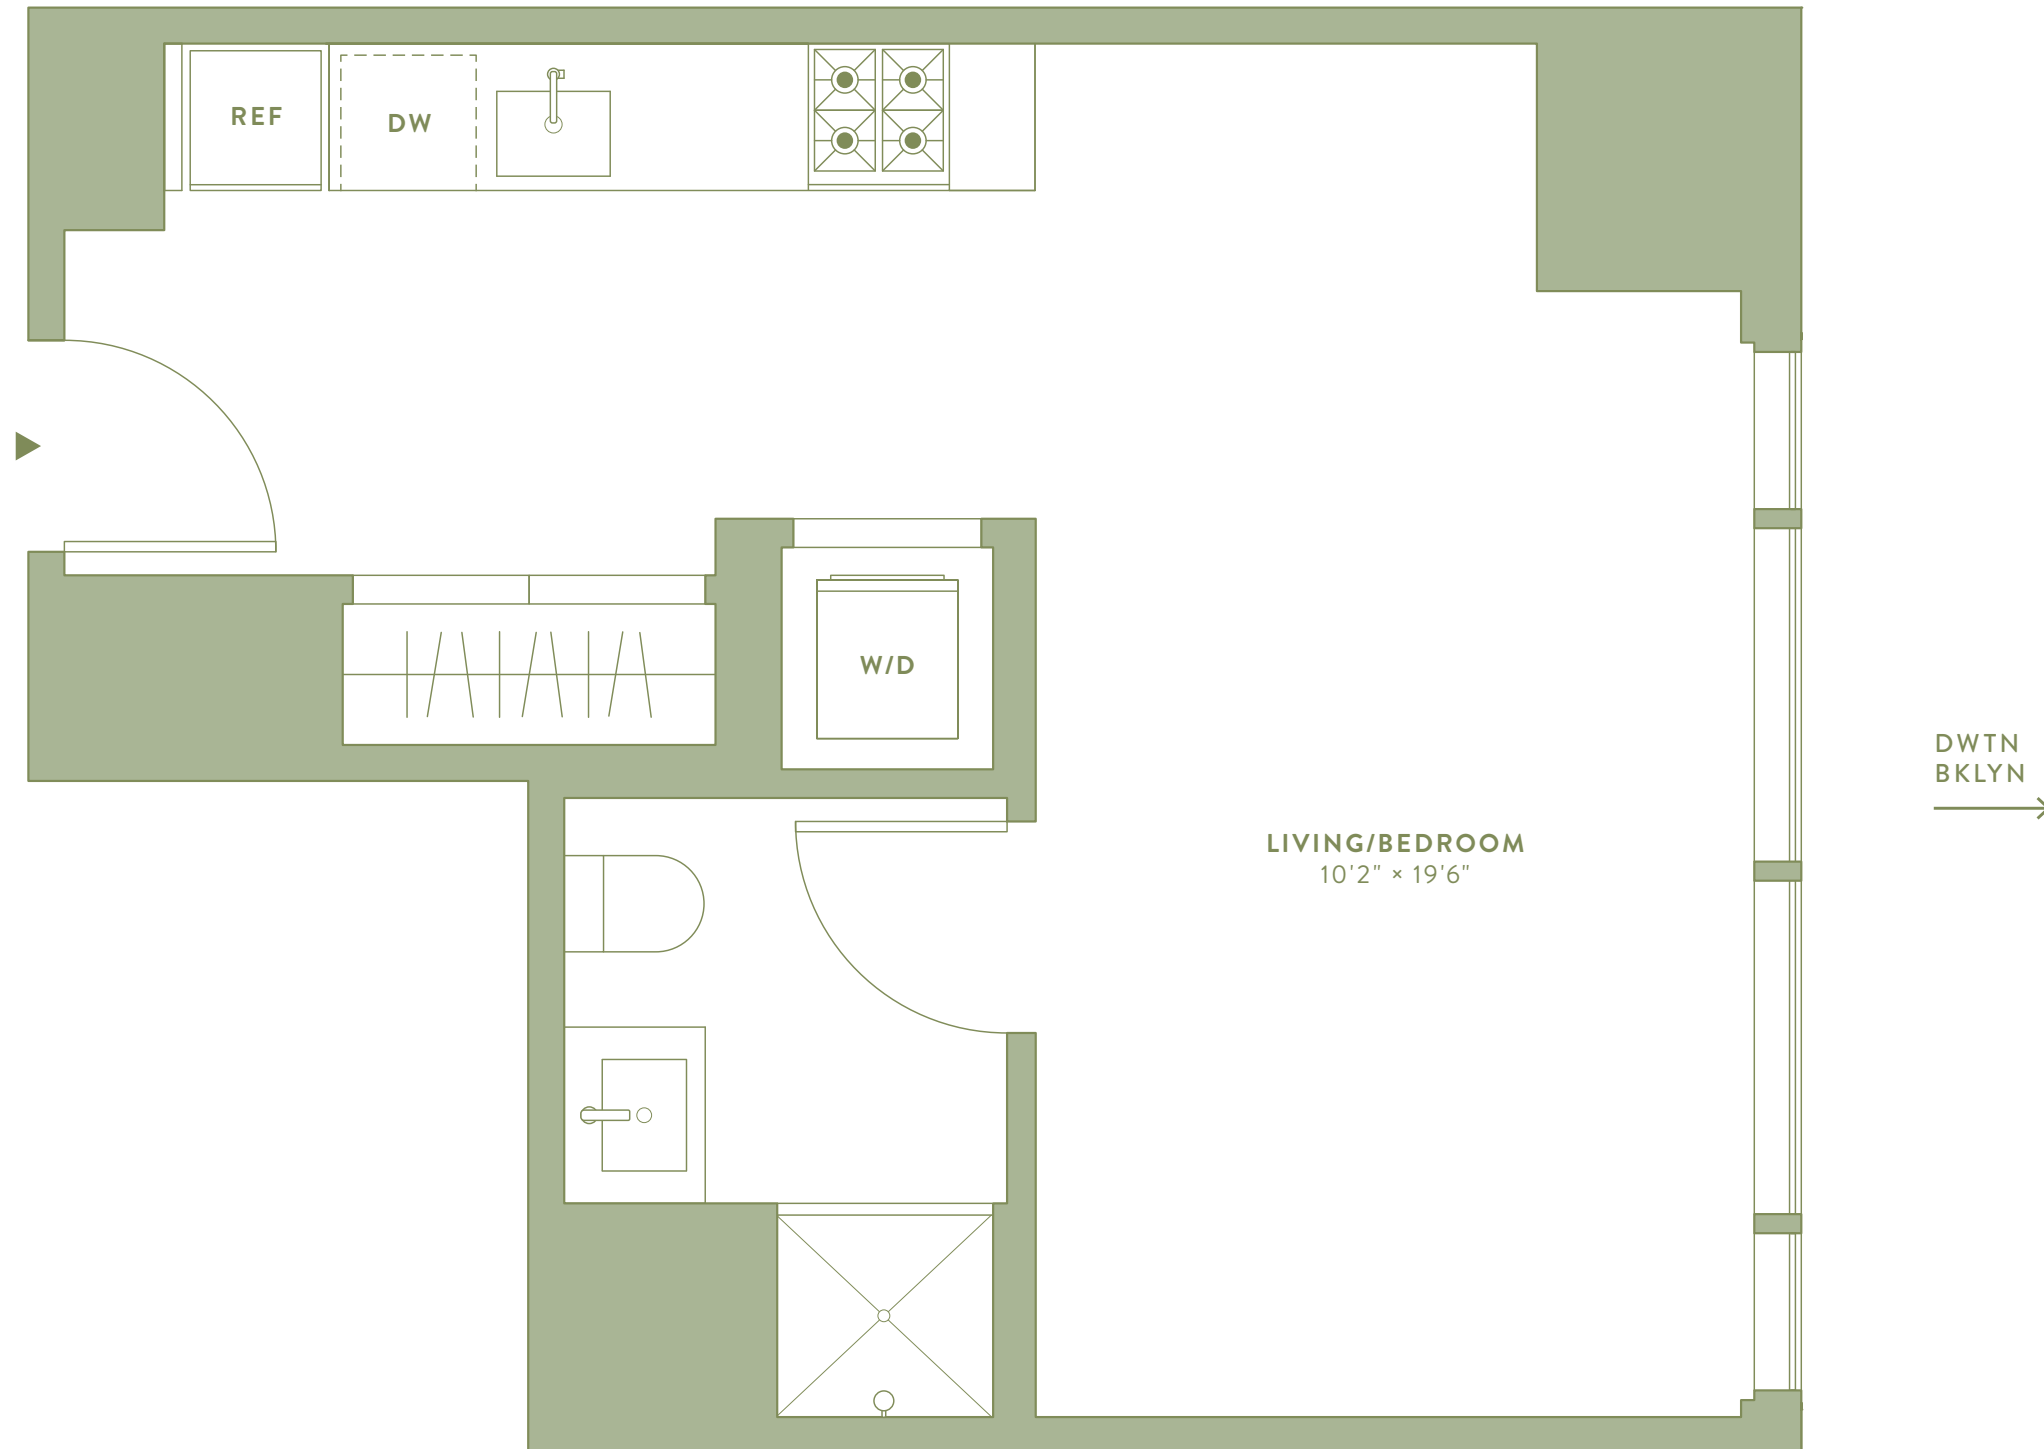 REF
DW
W/D
LIVING/BEDROOM
10'2" × 19'6"
DWTN
BKLYN